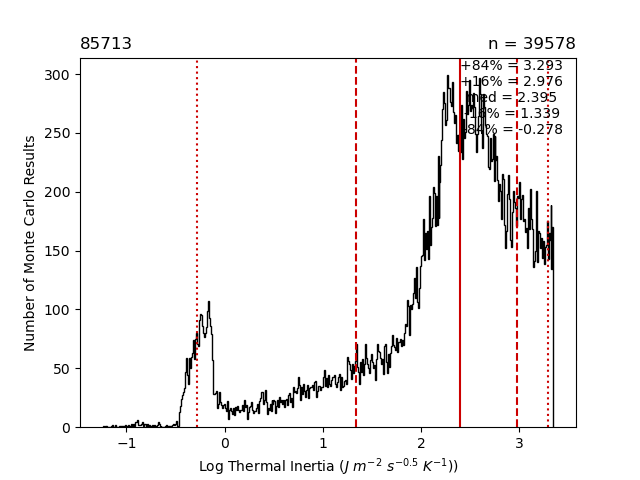 85713
n = 39578
+84% = 3.293
+16% = 2.976
med = 2.395
-16% = 1.339
-84% = -0.278
Number of Monte Carlo Results
300
250
200
150
100
50
0
−1 0 1 2 3
Log Thermal Inertia (J m⁻² s⁻⁰·⁵ K⁻¹))